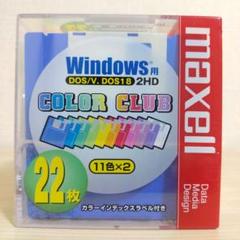 Windows用
DOS/V, DOS18 2HD
COLOR CLUB
11色×2
22枚
カラーインデックスラベル付き
maxell
Data
Media
Design